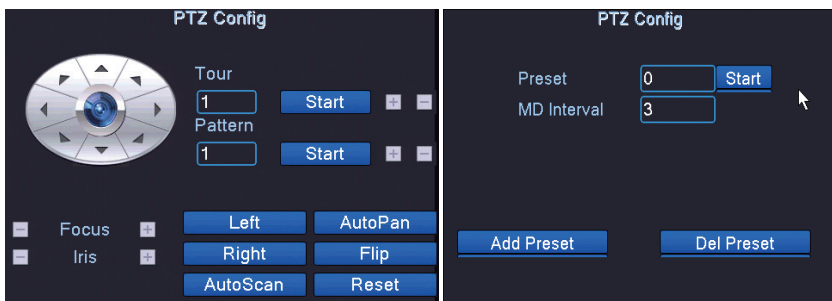 PTZ Config
Tour
1 Start + -
Pattern
1 Start + -
- Focus +
- Iris +
Left AutoPan
Right Flip
AutoScan Reset
PTZ Config
Preset 0 Start
MD Interval 3
Add Preset Del Preset